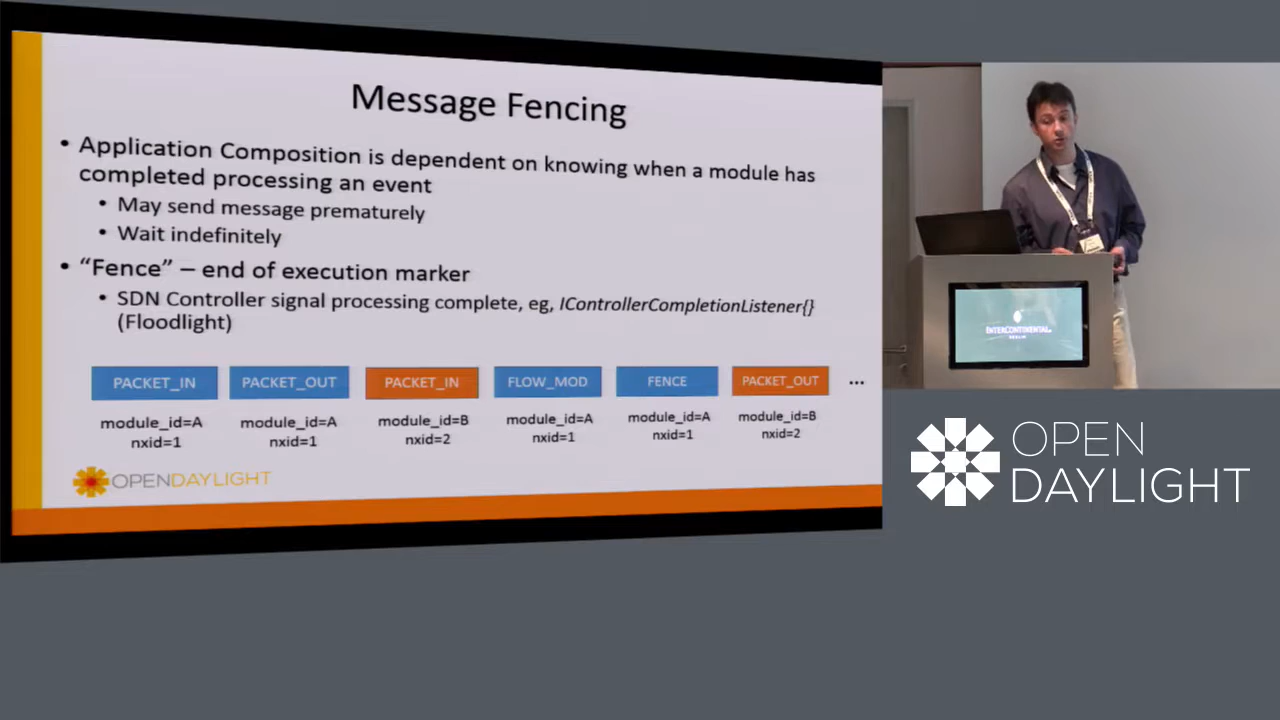 Message Fencing
• Application Composition is dependent on knowing when a module has
completed processing an event
• May send message prematurely
• Wait indefinitely
• “Fence” – end of execution marker
• SDN Controller signal processing complete, eg, IControllerCompletionListener{}
(Floodlight)
PACKET_IN PACKET_OUT PACKET_IN FLOW_MOD FENCE PACKET_OUT ...
module_id=A module_id=A module_id=B module_id=A module_id=A module_id=B
nxid=1 nxid=1 nxid=2 nxid=1 nxid=1 nxid=2
OPENDAYLIGHT
INTERCONTINENTAL
BERLIN
OPEN
DAYLIGHT